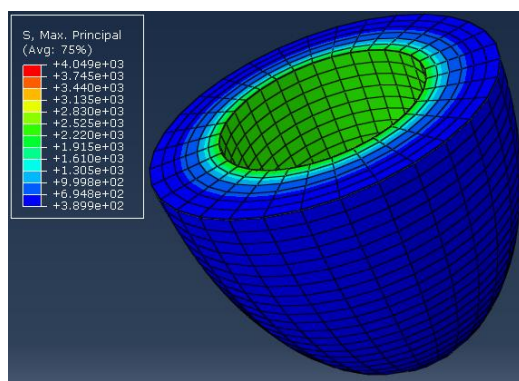 S, Max. Principal
(Avg: 75%)
+4.049e+03
+3.745e+03
+3.440e+03
+3.135e+03
+2.830e+03
+2.525e+03
+2.220e+03
+1.915e+03
+1.610e+03
+1.305e+03
+9.998e+02
+6.948e+02
+3.899e+02